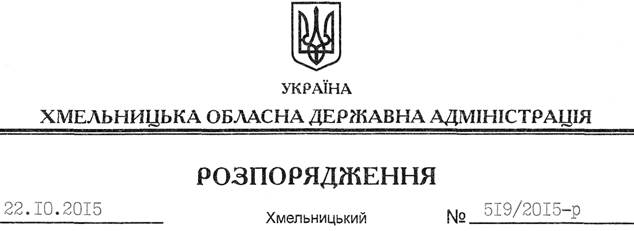 УКРАЇНА
ХМЕЛЬНИЦЬКА ОБЛАСНА ДЕРЖАВНА АДМІНІСТРАЦІЯ
РОЗПОРЯДЖЕННЯ
22.10.2015 Хмельницький № 519/2015-р